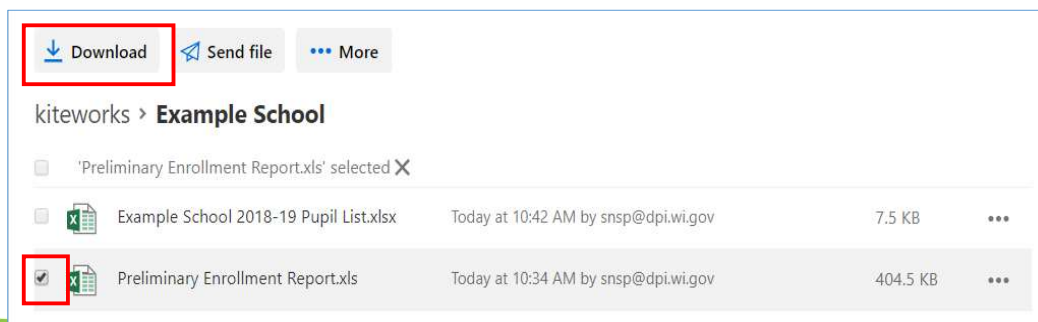 Download Send file ••• More
kiteworks > Example School
'Preliminary Enrollment Report.xls' selected X
Example School 2018-19 Pupil List.xlsx Today at 10:42 AM by snsp@dpi.wi.gov 7.5 KB •••
Preliminary Enrollment Report.xls Today at 10:34 AM by snsp@dpi.wi.gov 404.5 KB •••